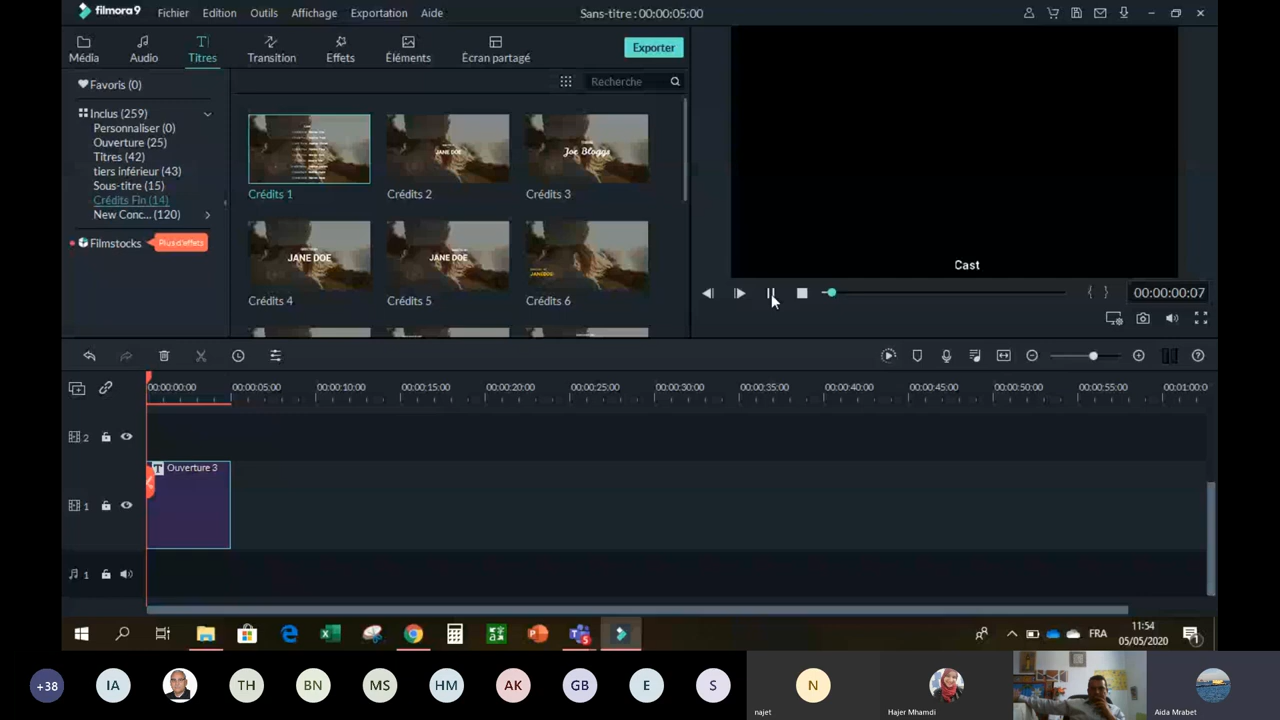 filmora9 Fichier Edition Outils Affichage Exportation Aide Sans-titre : 00:00:05:00
Média Audio Titres Transition Effets Éléments Écran partagé Exporter
Favoris (0)
Recherche
Inclus (259)
Personnaliser (0)
Ouverture (25)
Titres (42)
tiers inférieur (43)
Sous-titre (15)
Crédits Fin (14)
New Conc... (120)
Filmstocks Plus d'effets
JANE DOE
Joe Bloggs
Crédits 1 Crédits 2 Crédits 3
JANE DOE
JANE DOE
JANEDOE
Crédits 4 Crédits 5 Crédits 6
Cast
{ } 00:00:00:07
00:00:00:00 00:00:05:00 00:00:10:00 00:00:15:00 00:00:20:00 00:00:25:00 00:00:30:00 00:00:35:00 00:00:40:00 00:00:45:00 00:00:50:00 00:00:55:00 00:01:00:0
2
T Ouverture 3
1
1
FRA
11:54
05/05/2020
1
+38 IA TH BN MS HM AK GB E S N
najet Hajer Mhamdi Aida Mrabet